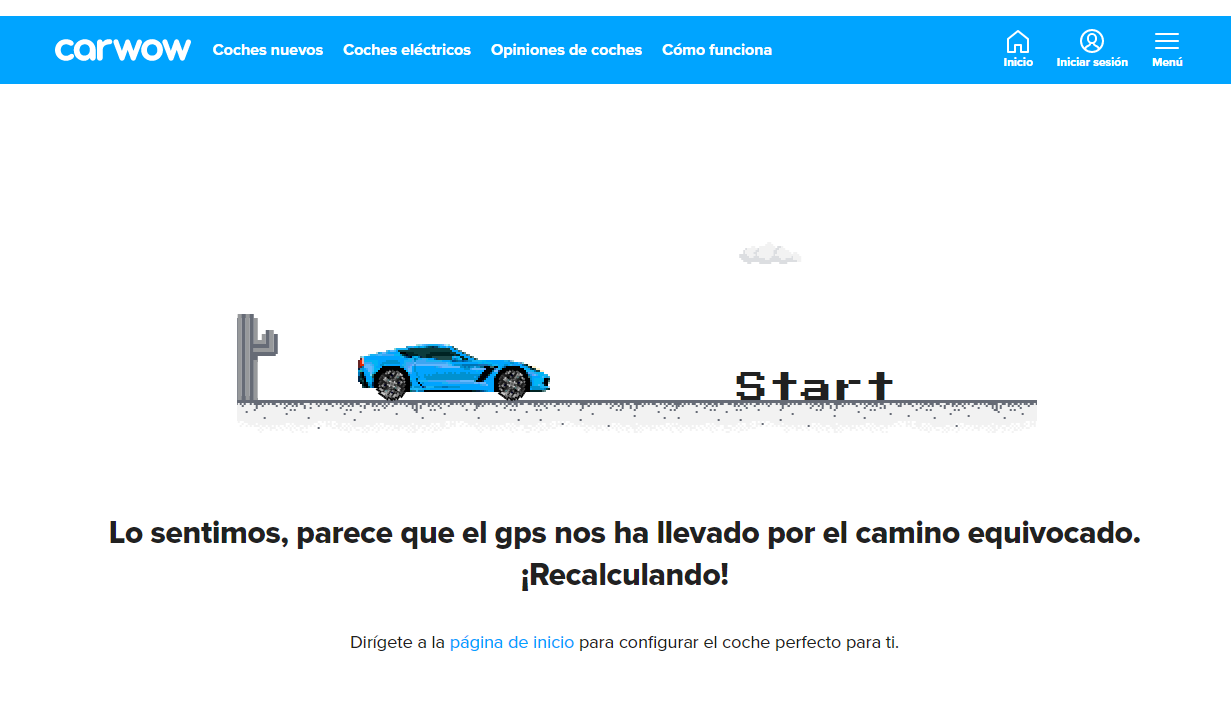 carwow
Coches nuevos Coches eléctricos Opiniones de coches Cómo funciona
Inicio Iniciar sesión Menú
Start
Lo sentimos, parece que el gps nos ha llevado por el camino equivocado.
¡Recalculando!
Dirígete a la página de inicio para configurar el coche perfecto para ti.